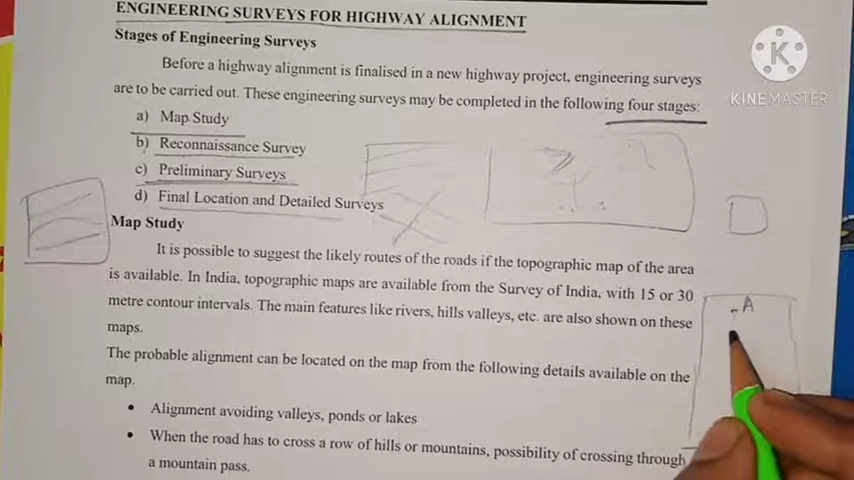 ENGINEERING SURVEYS FOR HIGHWAY ALIGNMENT
Stages of Engineering Surveys
Before a highway alignment is finalised in a new highway project, engineering surveys
are to be carried out. These engineering surveys may be completed in the following four stages:
a) Map Study
b) Reconnaissance Survey
c) Preliminary Surveys
d) Final Location and Detailed Surveys
Map Study
It is possible to suggest the likely routes of the roads if the topographic map of the area
is available. In India, topographic maps are available from the Survey of India, with 15 or 30
metre contour intervals. The main features like rivers, hills valleys, etc. are also shown on these
maps.
The probable alignment can be located on the map from the following details available on the
map.
• Alignment avoiding valleys, ponds or lakes
• When the road has to cross a row of hills or mountains, possibility of crossing through
a mountain pass.
A
K
KINEMASTER